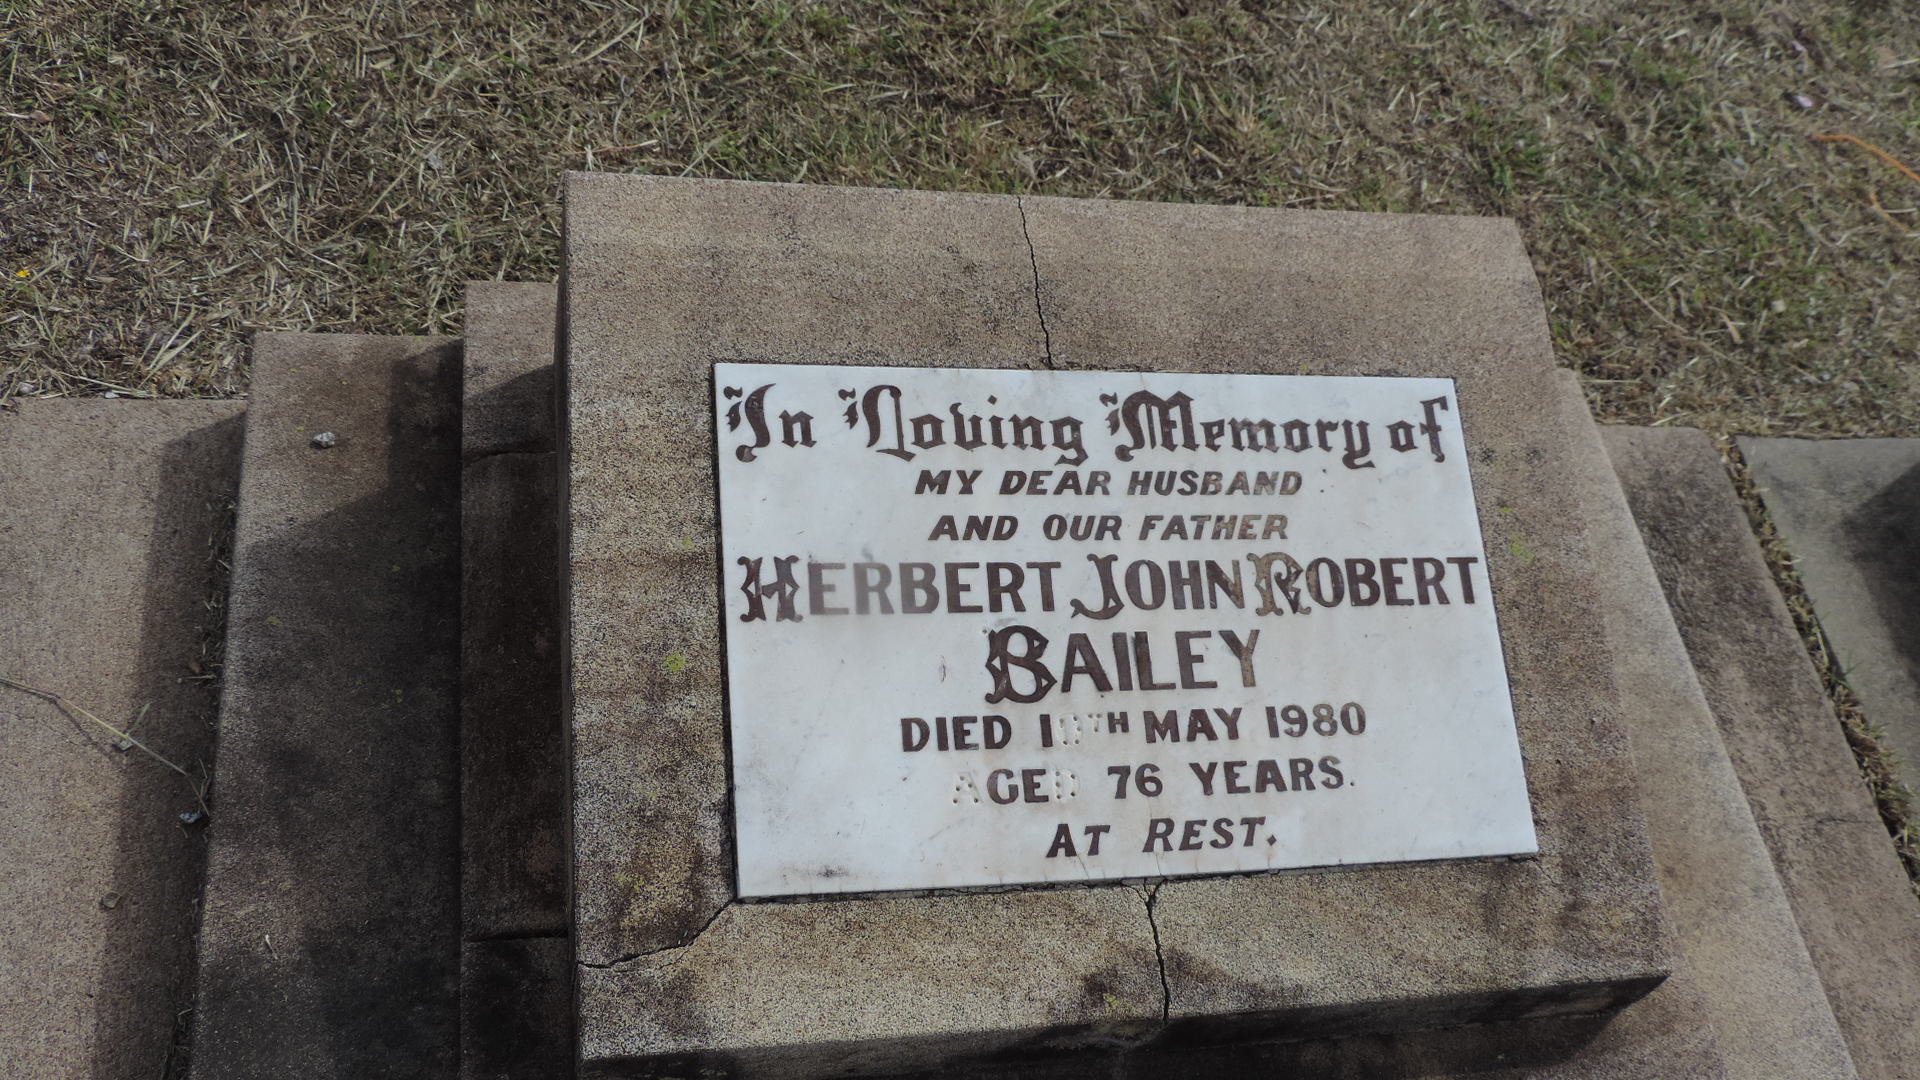 In Loving Memory of
MY DEAR HUSBAND
AND OUR FATHER
HERBERT JOHN ROBERT
BAILEY
DIED MAY 1980
AGED 76 YEARS.
AT REST.